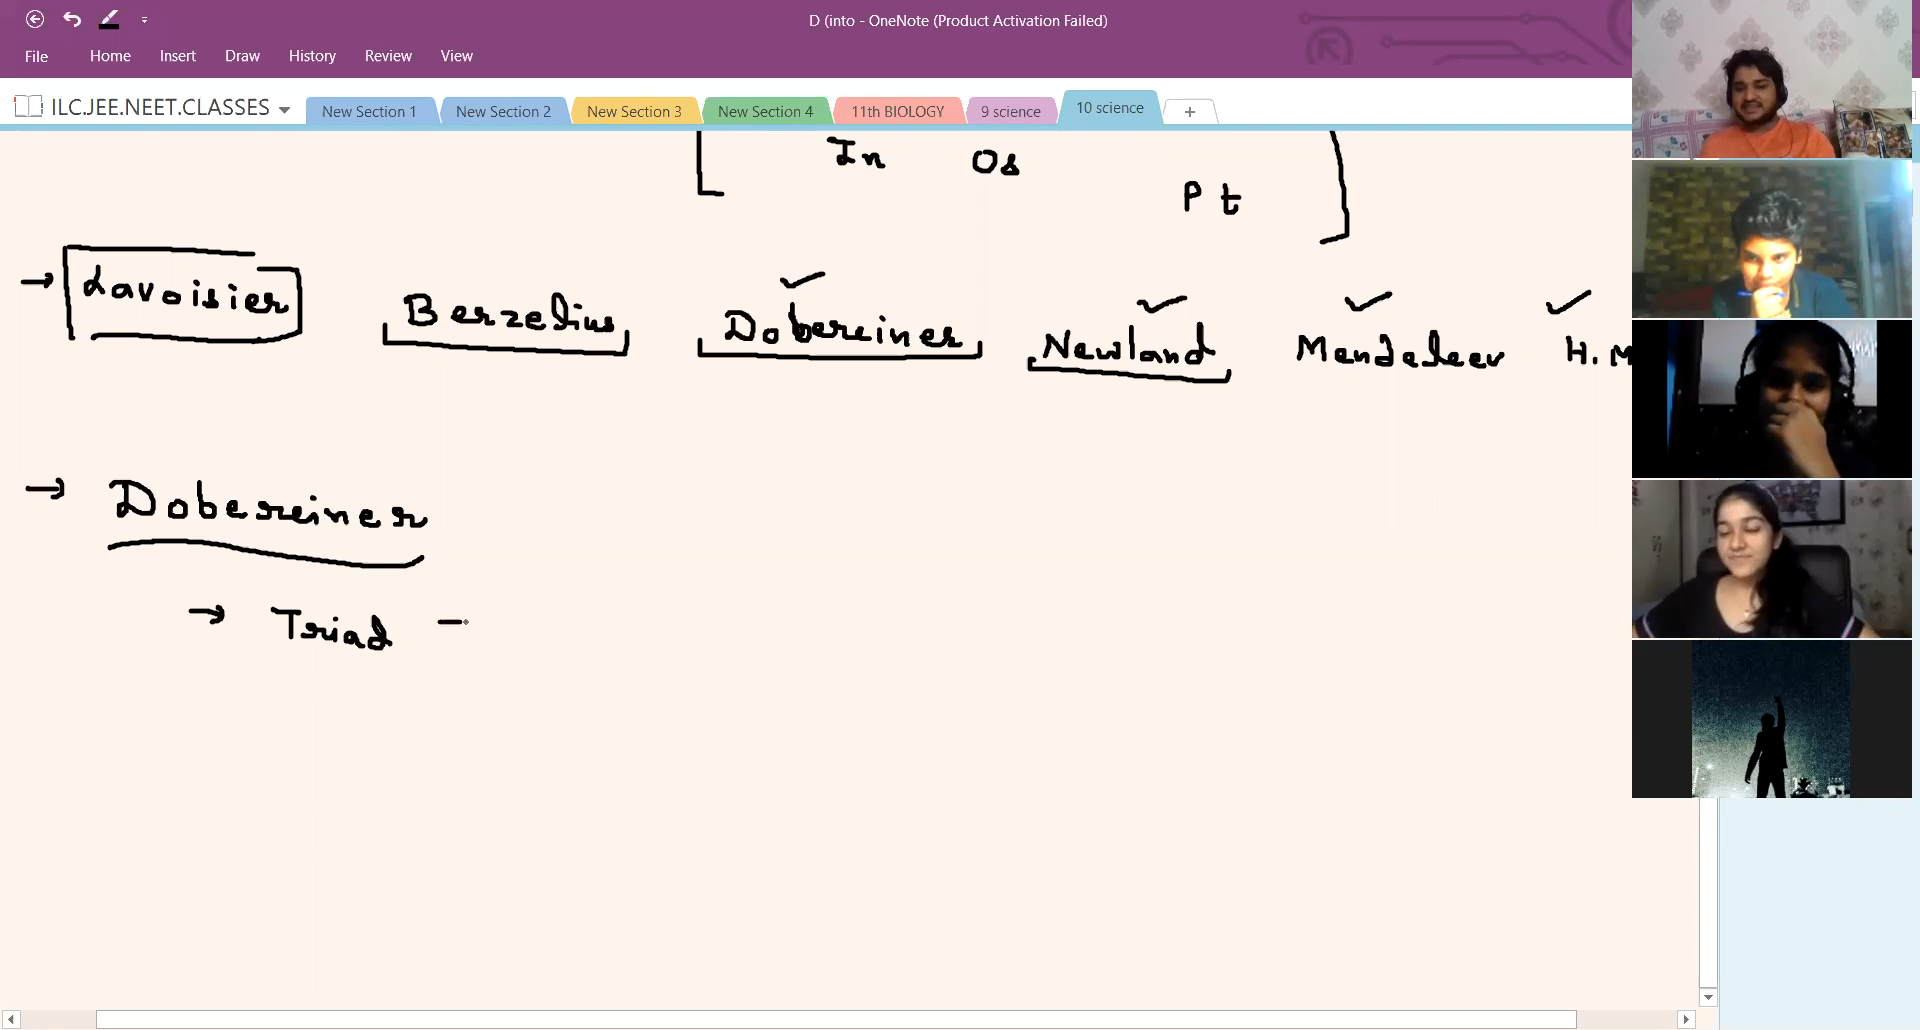 D (into - OneNote (Product Activation Failed)
File Home Insert Draw History Review View
ILC.JEE.NEET.CLASSES New Section 1 New Section 2 New Section 3 New Section 4 11th BIOLOGY 9 science 10 science +
In Os
Pt
→ Lavoisier Berzelius Dobereiner Newland Mendeleev H.M
→ Dobereiner
→ Triad -